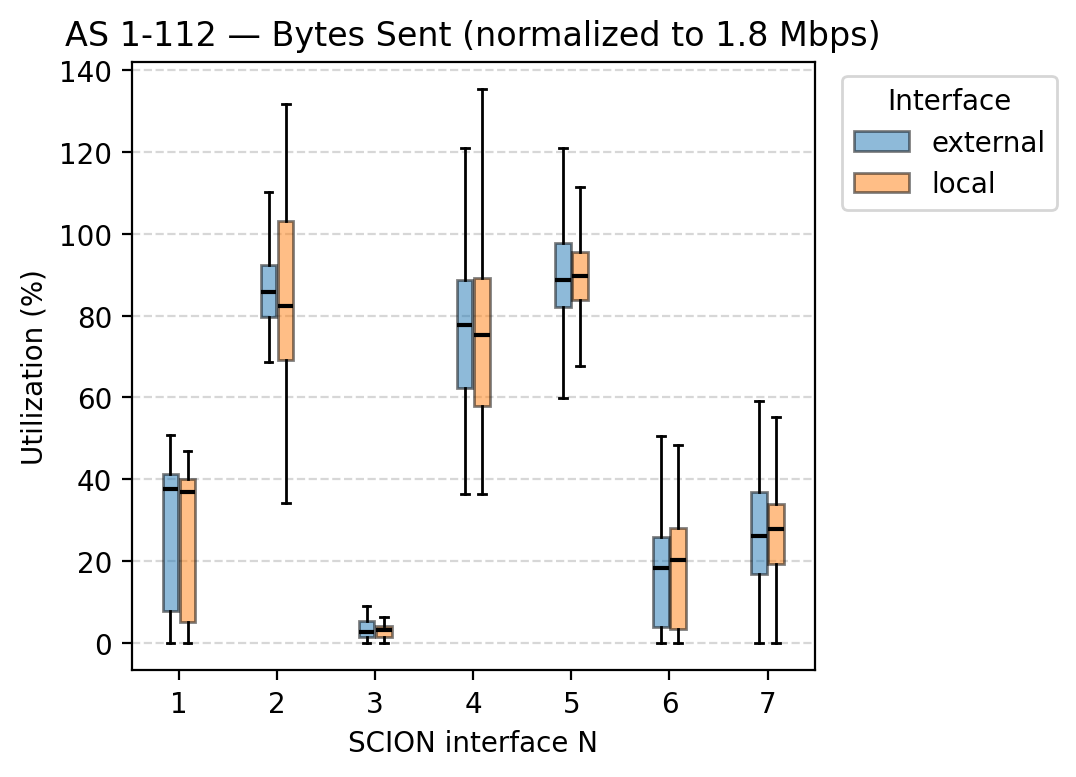 AS 1-112 — Bytes Sent (normalized to 1.8 Mbps)
Interface
external
local
Utilization (%)
140
120
100
80
60
40
20
0
1 2 3 4 5 6 7
SCION interface N